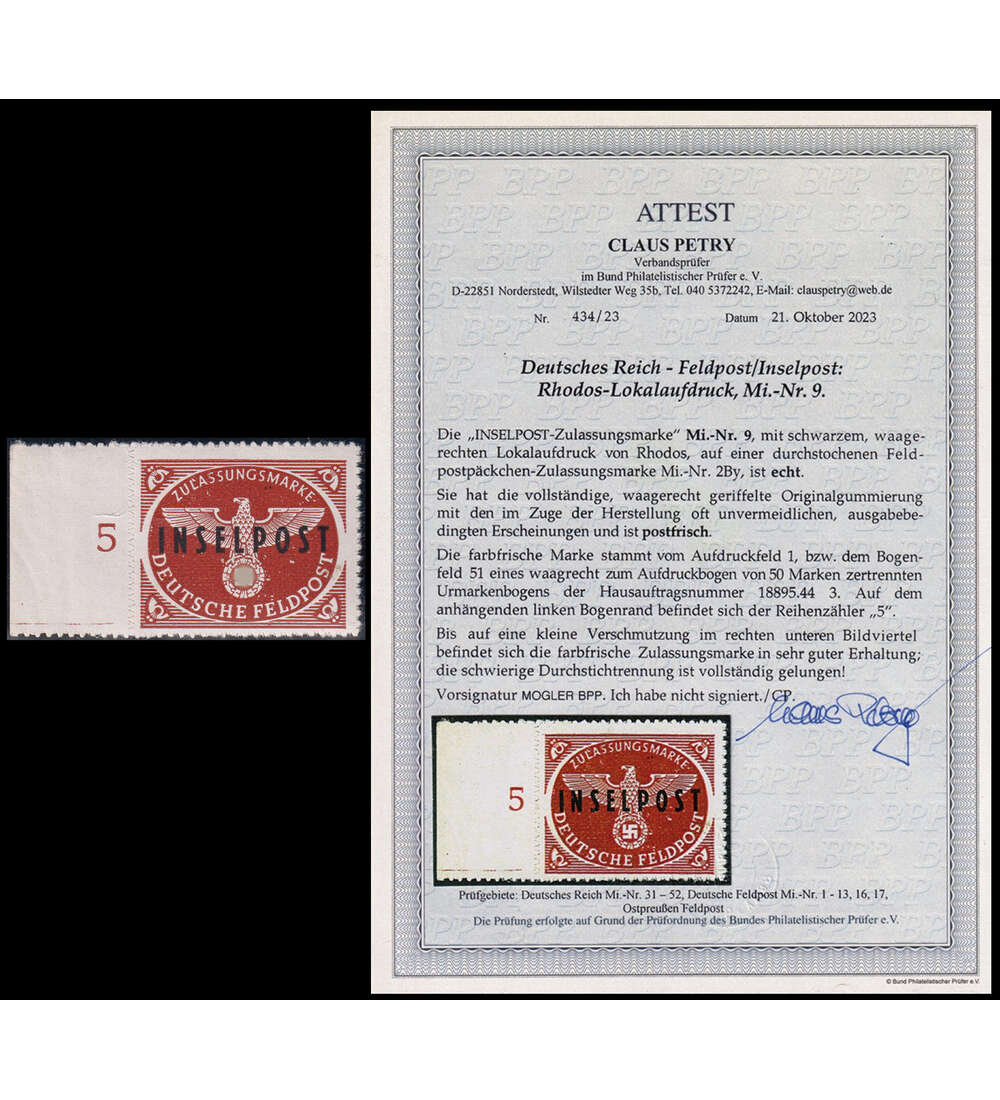 5
ZULASSUNGSMARKE
INSELPOST
DEUTSCHE FELDPOST
ATTEST
CLAUS PETRY
Verbandsprüfer
im Bund Philatelistischer Prüfer e. V.
D-22851 Norderstedt, Wilstedter Weg 35b, Tel. 040 5372242, E-Mail: clauspetry@web.de
Nr. 434/23 Datum 21. Oktober 2023
Deutsches Reich - Feldpost/Inselpost:
Rhodos-Lokalaufdruck, Mi.-Nr. 9.
Die „INSELPOST-Zulassungsmarke“ Mi.-Nr. 9, mit schwarzem, waage-
rechten Lokalaufdruck von Rhodos, auf einer durchstochenen Feld-
postpäckchen-Zulassungsmarke Mi.-Nr. 2By, ist echt.
Sie hat die vollständige, waagerecht geriffelte Originalgummierung
mit den im Zuge der Herstellung oft unvermeidlichen, ausgabebe-
dingten Erscheinungen und ist postfrisch.
Die farbfrische Marke stammt vom Aufdruckfeld 1, bzw. dem Bogen-
feld 51 eines waagrecht zum Aufdruckbogen von 50 Marken zertrennten
Urmarkenbogens der Hausauftragsnummer 18895.44 3. Auf dem
anhängenden linken Bogenrand befindet sich der Reihenzähler „5“.
Bis auf eine kleine Verschmutzung im rechten unteren Bildviertel
befindet sich die farbfrische Zulassungsmarke in sehr guter Erhaltung;
die schwierige Durchstichtrennung ist vollständig gelungen!
Vorsignatur MOGLER BPP. Ich habe nicht signiert./CP.
Claus Petry
5
ZULASSUNGSMARKE
INSELPOST
DEUTSCHE FELDPOST
Prüfgebiete: Deutsches Reich Mi.-Nr. 31 – 52, Deutsche Feldpost Mi.-Nr. 1 - 13, 16, 17,
Ostpreußen Feldpost
Die Prüfung erfolgte auf Grund der Prüfordnung des Bundes Philatelistischer Prüfer e.V.
© Bund Philatelistischer Prüfer e.V.